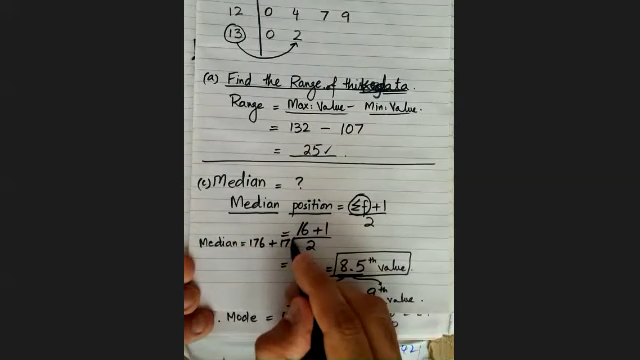 12 | 0 4 7 9
13 | 0 2
(a) Find the Range of this data.
Range = Max: Value - Min: Value.
= 132 - 107
= 25✓.
(c) Median = ?
Median position = Σf + 1 / 2
= 16 + 1 / 2
Median = 176 + 17
= 8.5th value
9th value.
Mode =